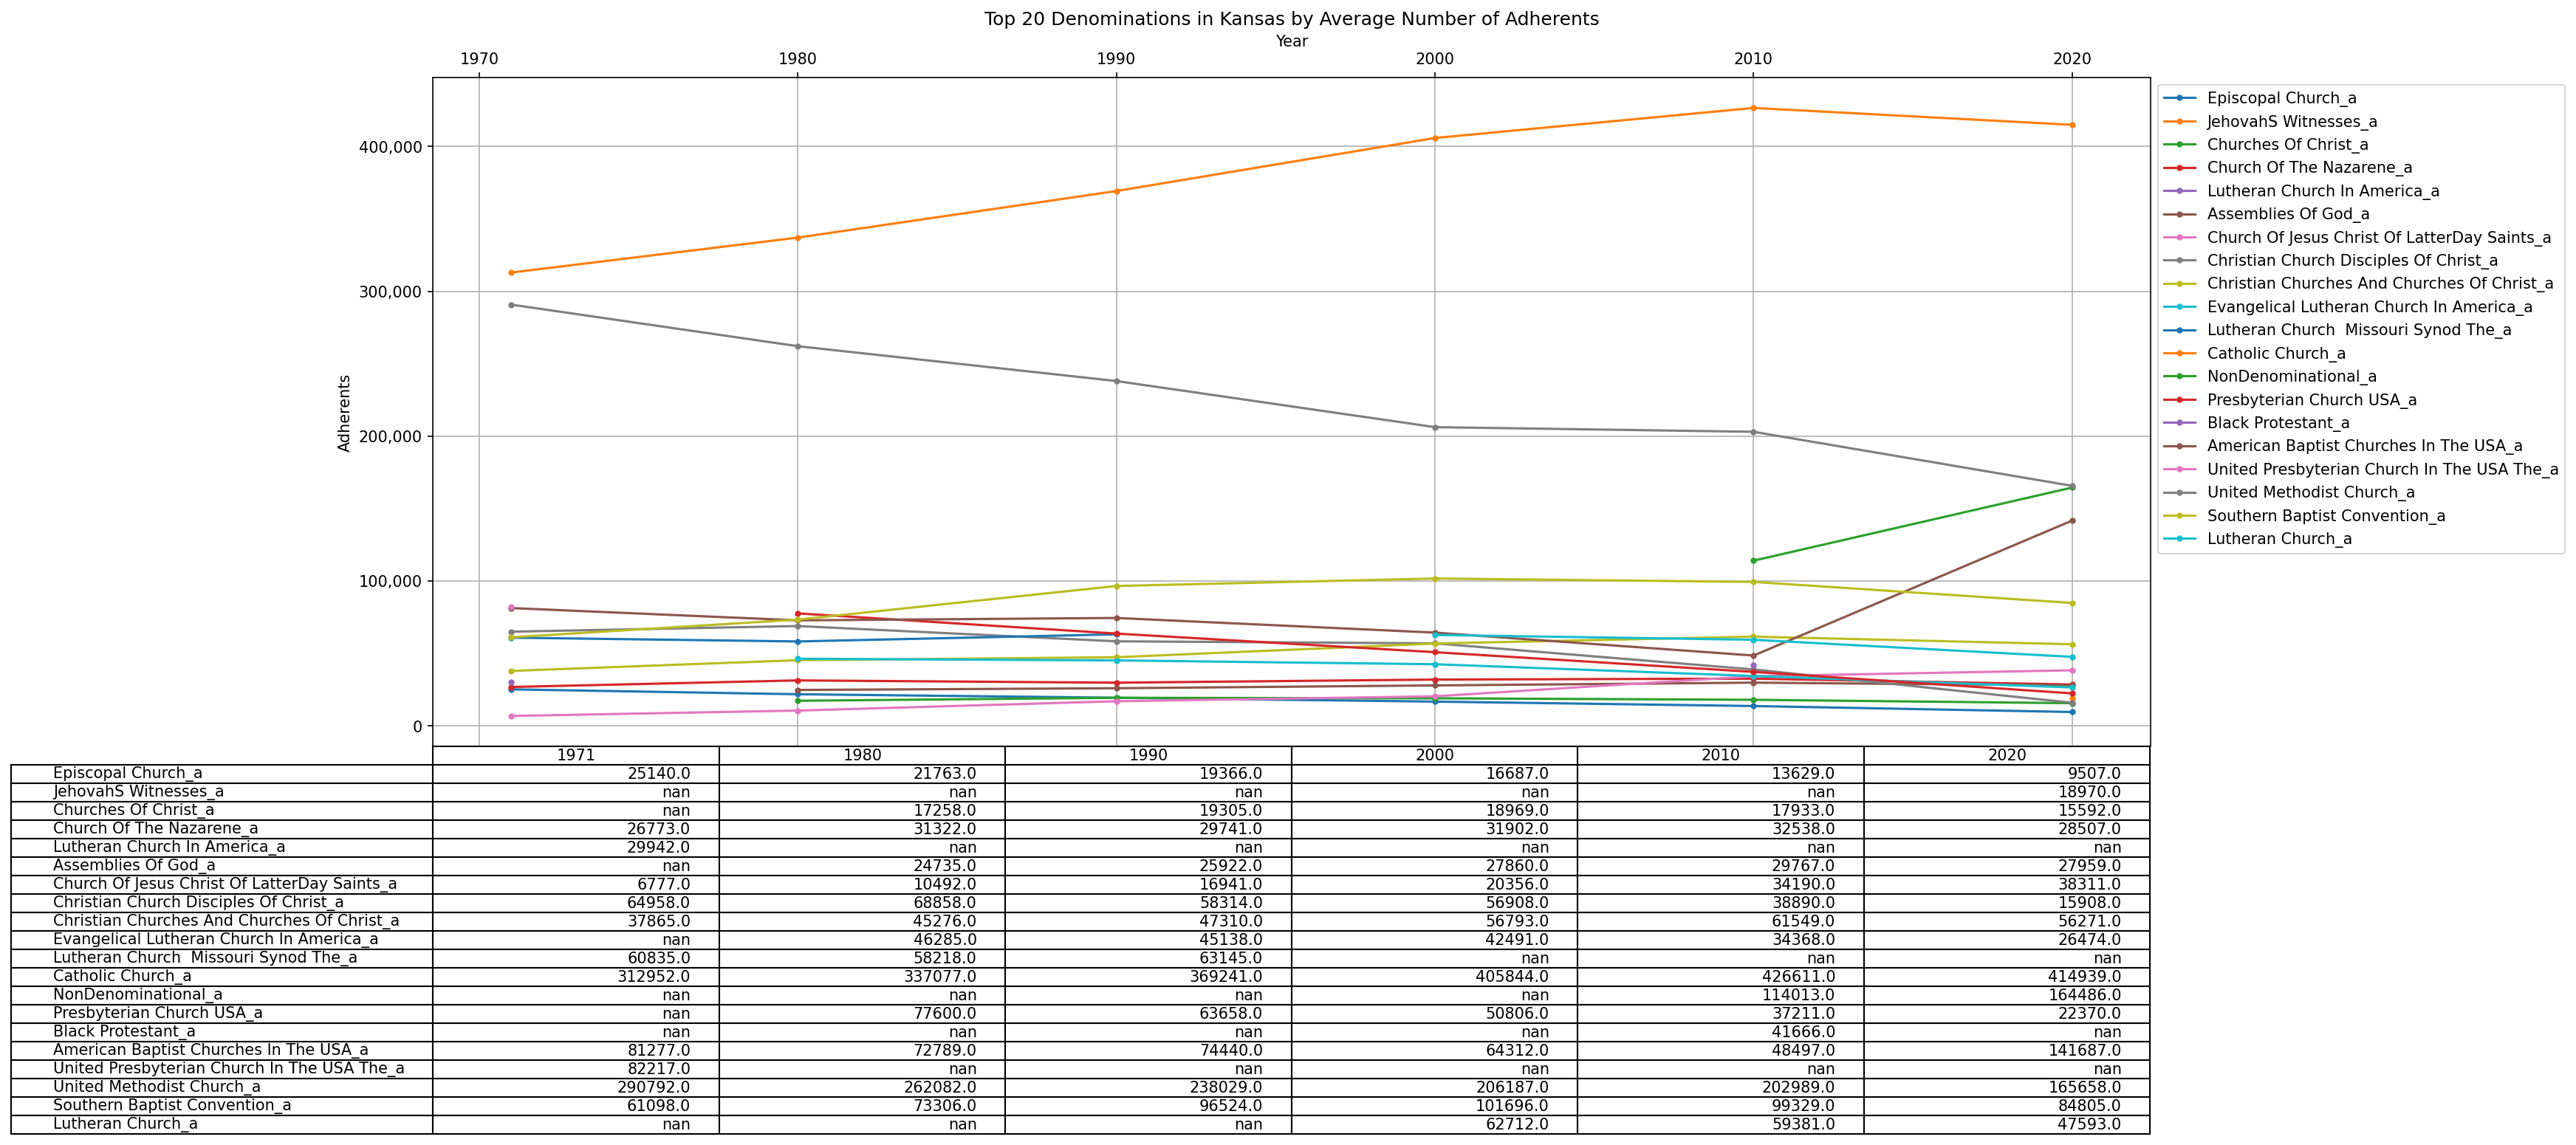 Top 20 Denominations in Kansas by Average Number of Adherents
Year
1970 1980 1990 2000 2010 2020
Adherents
400,000
300,000
200,000
100,000
0
Episcopal Church_a
JehovahS Witnesses_a
Churches Of Christ_a
Church Of The Nazarene_a
Lutheran Church In America_a
Assemblies Of God_a
Church Of Jesus Christ Of LatterDay Saints_a
Christian Church Disciples Of Christ_a
Christian Churches And Churches Of Christ_a
Evangelical Lutheran Church In America_a
Lutheran Church  Missouri Synod The_a
Catholic Church_a
NonDenominational_a
Presbyterian Church USA_a
Black Protestant_a
American Baptist Churches In The USA_a
United Presbyterian Church In The USA The_a
United Methodist Church_a
Southern Baptist Convention_a
Lutheran Church_a
1971 1980 1990 2000 2010 2020
Episcopal Church_a 25140.0 21763.0 19366.0 16687.0 13629.0 9507.0
JehovahS Witnesses_a nan nan nan nan nan 18970.0
Churches Of Christ_a nan 17258.0 19305.0 18969.0 17933.0 15592.0
Church Of The Nazarene_a 26773.0 31322.0 29741.0 31902.0 32538.0 28507.0
Lutheran Church In America_a 29942.0 nan nan nan nan nan
Assemblies Of God_a nan 24735.0 25922.0 27860.0 29767.0 27959.0
Church Of Jesus Christ Of LatterDay Saints_a 6777.0 10492.0 16941.0 20356.0 34190.0 38311.0
Christian Church Disciples Of Christ_a 64958.0 68858.0 58314.0 56908.0 38890.0 15908.0
Christian Churches And Churches Of Christ_a 37865.0 45276.0 47310.0 56793.0 61549.0 56271.0
Evangelical Lutheran Church In America_a nan 46285.0 45138.0 42491.0 34368.0 26474.0
Lutheran Church  Missouri Synod The_a 60835.0 58218.0 63145.0 nan nan nan
Catholic Church_a 312952.0 337077.0 369241.0 405844.0 426611.0 414939.0
NonDenominational_a nan nan nan nan 114013.0 164486.0
Presbyterian Church USA_a nan 77600.0 63658.0 50806.0 37211.0 22370.0
Black Protestant_a nan nan nan nan 41666.0 nan
American Baptist Churches In The USA_a 81277.0 72789.0 74440.0 64312.0 48497.0 141687.0
United Presbyterian Church In The USA The_a 82217.0 nan nan nan nan nan
United Methodist Church_a 290792.0 262082.0 238029.0 206187.0 202989.0 165658.0
Southern Baptist Convention_a 61098.0 73306.0 96524.0 101696.0 99329.0 84805.0
Lutheran Church_a nan nan nan 62712.0 59381.0 47593.0